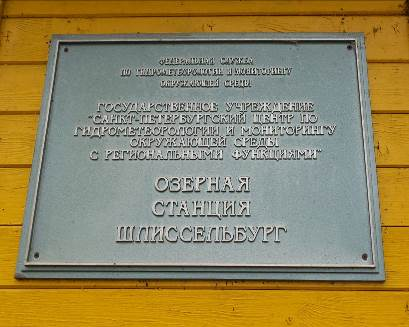 ФЕДЕРАЛЬНАЯ СЛУЖБА
ПО ГИДРОМЕТЕОРОЛОГИИ И МОНИТОРИНГУ
ОКРУЖАЮЩЕЙ СРЕДЫ
ГОСУДАРСТВЕННОЕ УЧРЕЖДЕНИЕ
"САНКТ-ПЕТЕРБУРГСКИЙ ЦЕНТР ПО
ГИДРОМЕТЕОРОЛОГИИ И МОНИТОРИНГУ
ОКРУЖАЮЩЕЙ СРЕДЫ
С РЕГИОНАЛЬНЫМИ ФУНКЦИЯМИ"
ОЗЕРНАЯ
СТАНЦИЯ
ШЛИССЕЛЬБУРГ